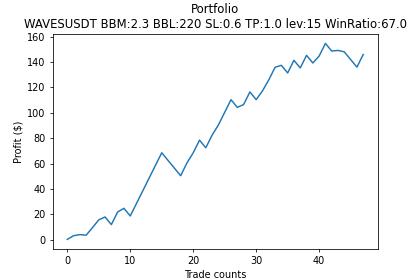 Portfolio
WAVESUSDT BBM:2.3 BBL:220 SL:0.6 TP:1.0 lev:15 WinRatio:67.0
160
140
120
100
80
60
40
20
0
Profit ($)
0 10 20 30 40
Trade counts